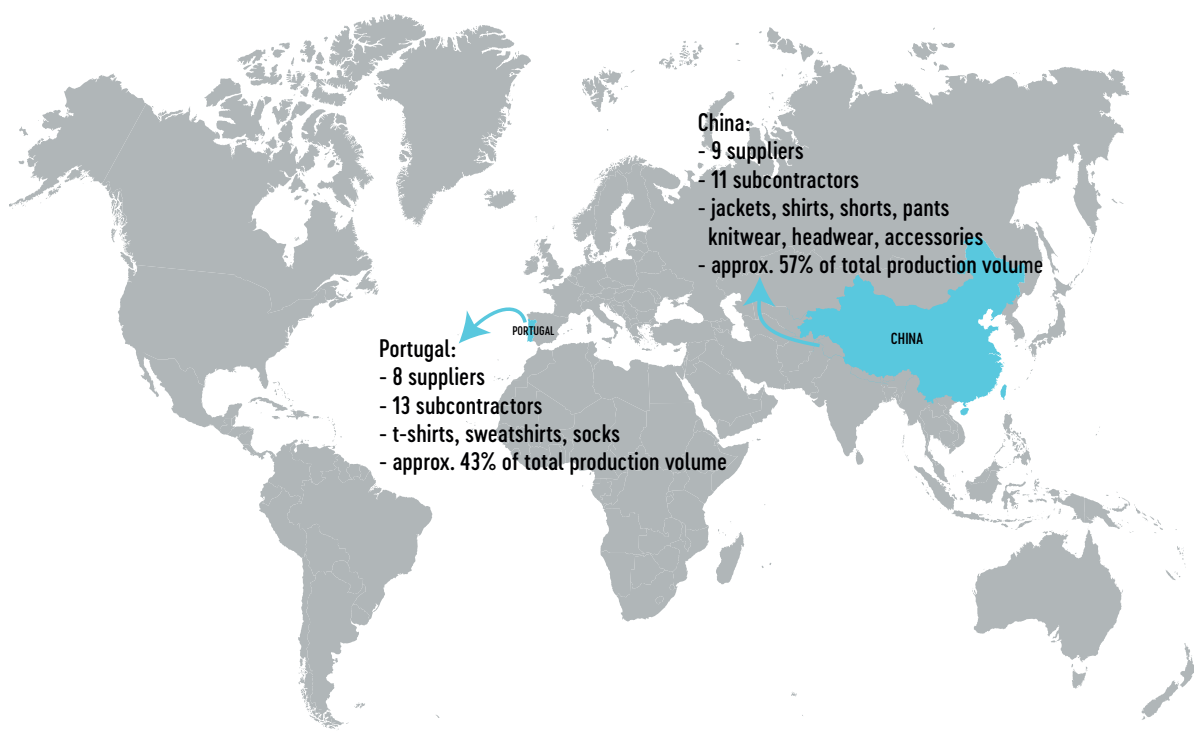 China:
- 9 suppliers
- 11 subcontractors
- jackets, shirts, shorts, pants
knitwear, headwear, accessories
- approx. 57% of total production volume
PORTUGAL
CHINA
Portugal:
- 8 suppliers
- 13 subcontractors
- t-shirts, sweatshirts, socks
- approx. 43% of total production volume